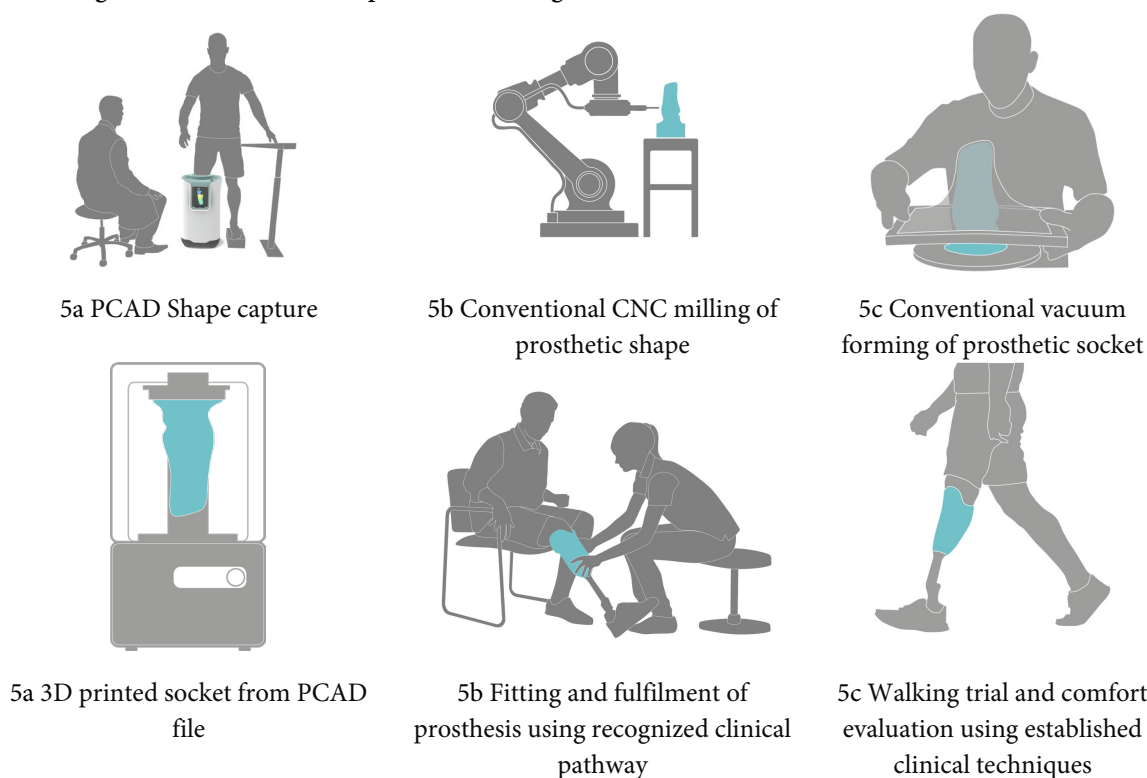 5a PCAD Shape capture
5b Conventional CNC milling of
prosthetic shape
5c Conventional vacuum
forming of prosthetic socket
5a 3D printed socket from PCAD
file
5b Fitting and fulfilment of
prosthesis using recognized clinical
pathway
5c Walking trial and comfort
evaluation using established
clinical techniques